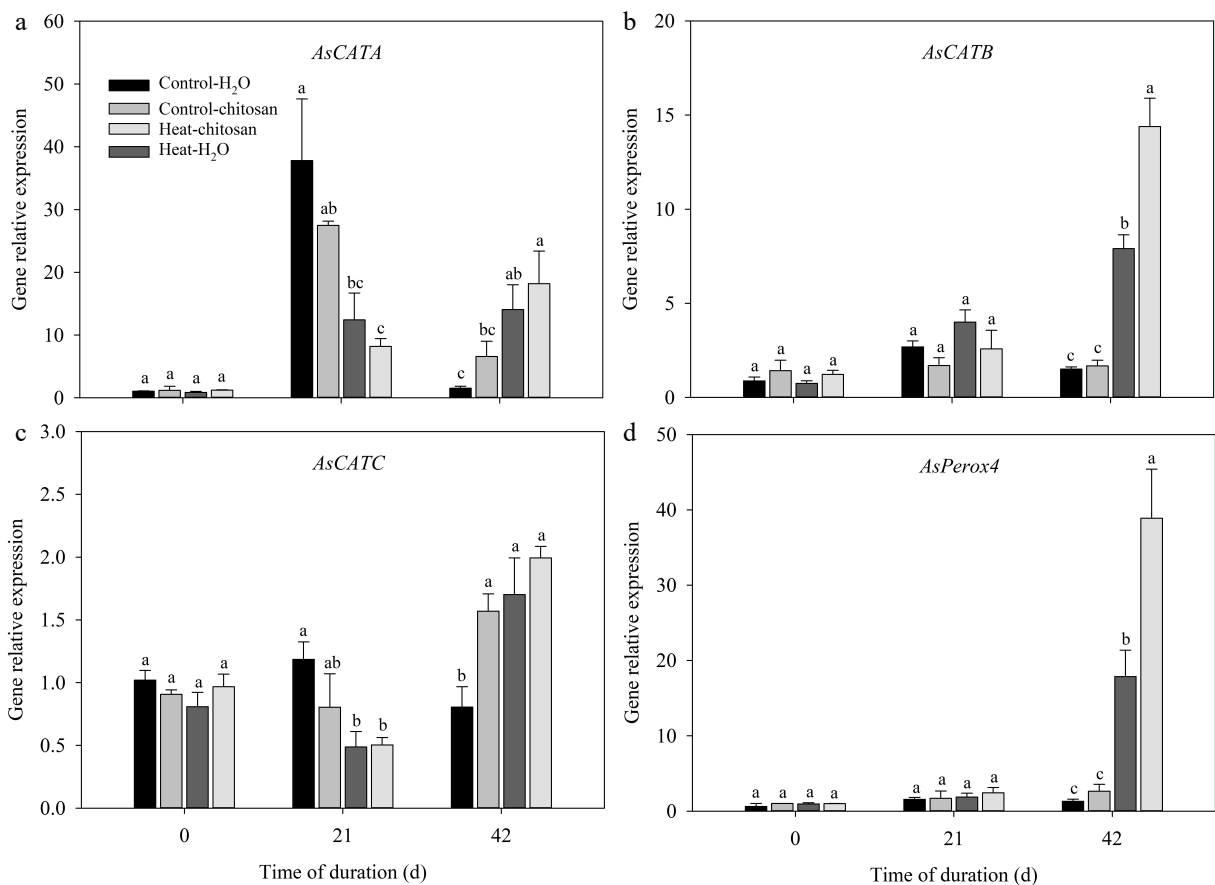 a
AsCATA
Control-H₂O
Control-chitosan
Heat-chitosan
Heat-H₂O
Gene relative expression
60
50
40
30
20
10
0
a a a a
a ab bc c
c bc ab a
b
AsCATB
Gene relative expression
20
15
10
5
0
a a a a
a a a a
c c b a
c
AsCATC
Gene relative expression
3.0
2.5
2.0
1.5
1.0
0.5
0.0
a a a a
a ab b b
b a a a
0 21 42
Time of duration (d)
d
AsPerox4
Gene relative expression
50
40
30
20
10
0
a a a a
a a a a
c c b a
0 21 42
Time of duration (d)